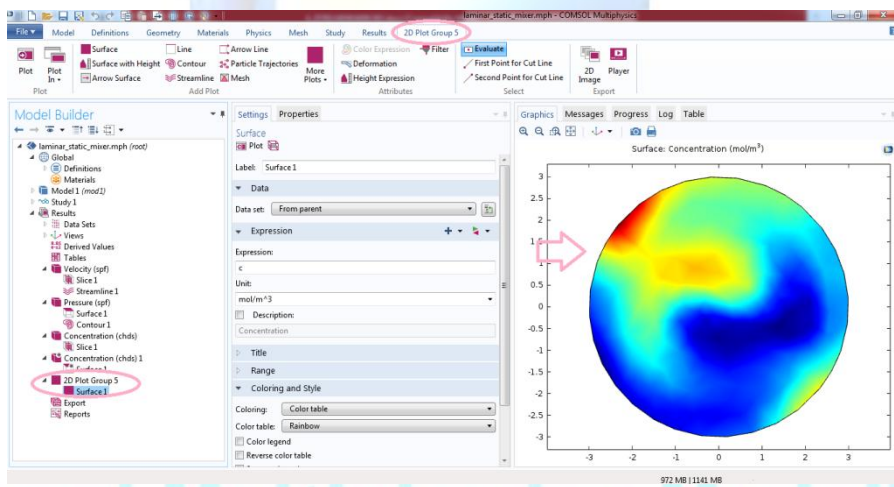 laminar_static_mixer.mph - COMSOL Multiphysics
File Model Definitions Geometry Materials Physics Mesh Study Results 2D Plot Group 5
Plot
Plot In
Plot
Surface
Surface with Height
Arrow Surface
Line
Contour
Streamline
Arrow Line
Particle Trajectories
Mesh
More Plots
Add Plot
Color Expression
Deformation
Height Expression
Filter
Attributes
Evaluate
First Point for Cut Line
Second Point for Cut Line
Select
2D Image
Player
Export
Model Builder
laminar_static_mixer.mph (root)
Global
Definitions
Materials
Model 1 (mod1)
Study 1
Results
Data Sets
Views
Derived Values
Tables
Velocity (spf)
Slice 1
Streamline 1
Pressure (spf)
Surface 1
Contour 1
Concentration (chds)
Slice 1
Concentration (chds) 1
Surface 1
2D Plot Group 5
Surface 1
Export
Reports
Settings Properties
Surface
Plot
Label: Surface 1
Data
Data set: From parent
Expression
Expression:
c
Unit:
mol/m^3
Description:
Concentration
Title
Range
Coloring and Style
Coloring: Color table
Color table: Rainbow
Color legend
Reverse color table
Graphics Messages Progress Log Table
Surface: Concentration (mol/m³)
3
2.5
2
1.5
1
0.5
0
-0.5
-1
-1.5
-2
-2.5
-3
-3 -2 -1 0 1 2 3
972 MB | 1141 MB